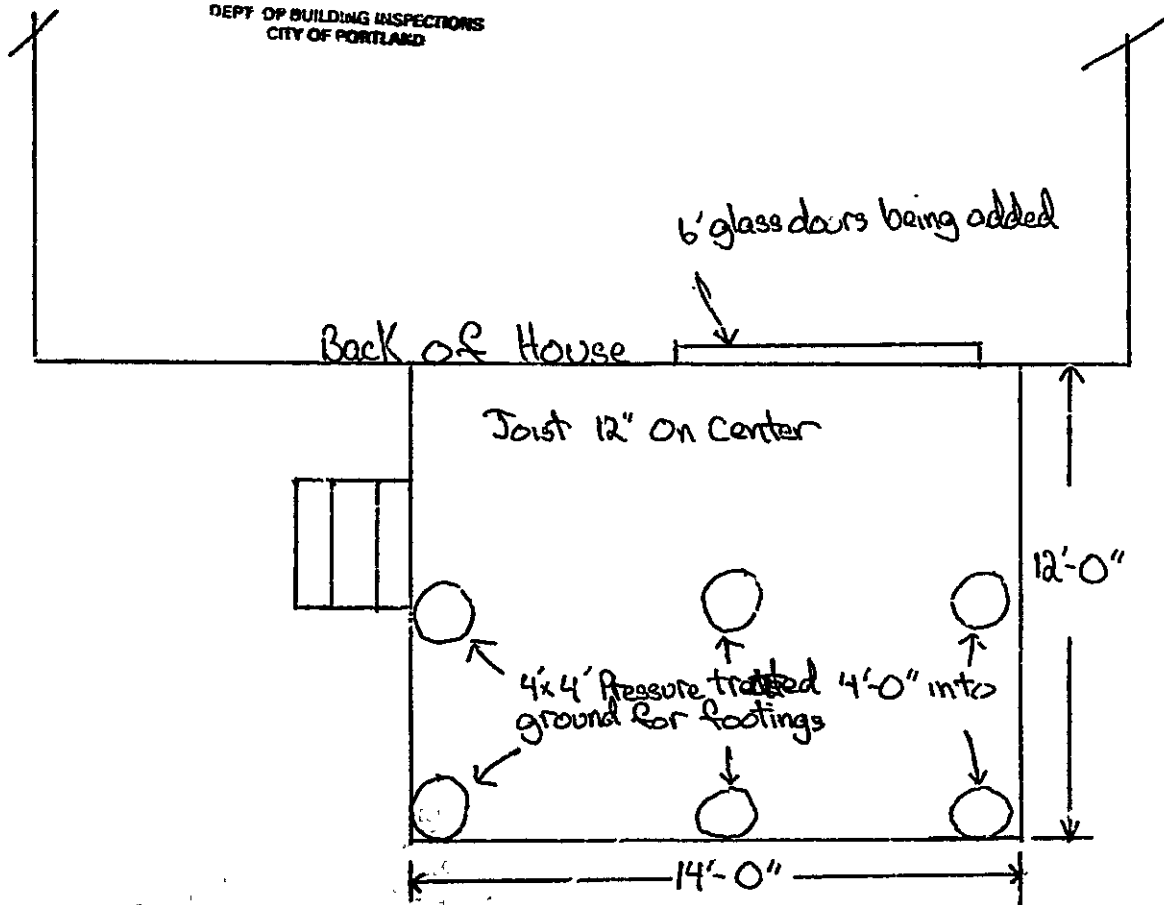 DEPT OF BUILDING INSPECTIONS
CITY OF PORTLAND
6' glass doors being added
Back of House
Joist 12" On Center
12'-0"
4'x4' Pressure treated 4'-0" into
ground for footings
14'-0"